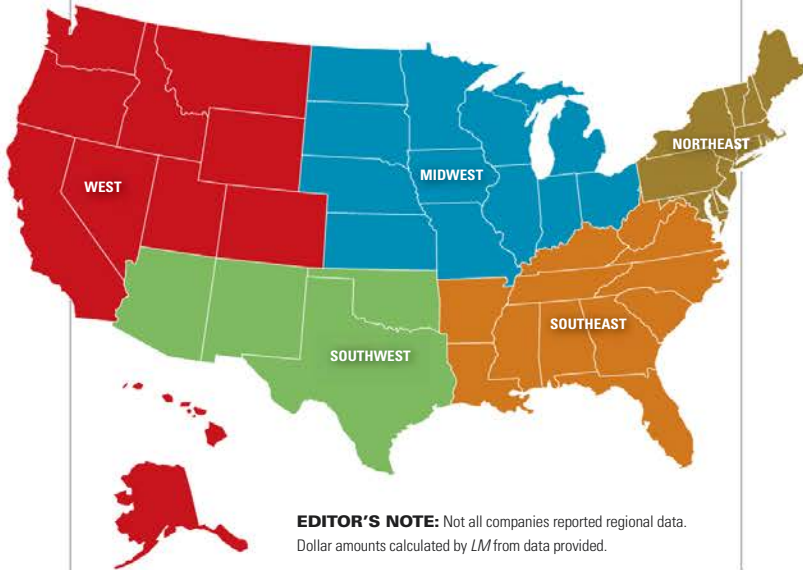 NORTHEAST
MIDWEST
WEST
SOUTHEAST
SOUTHWEST
EDITOR'S NOTE: Not all companies reported regional data.
Dollar amounts calculated by LM from data provided.